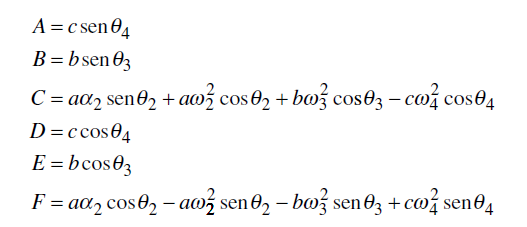 A = c sen θ₄
B = b sen θ₃
C = aα₂ sen θ₂ + aω₂² cos θ₂ + bω₃² cos θ₃ − cω₄² cos θ₄
D = c cos θ₄
E = b cos θ₃
F = aα₂ cos θ₂ − aω₂² sen θ₂ − bω₃² sen θ₃ + cω₄² sen θ₄